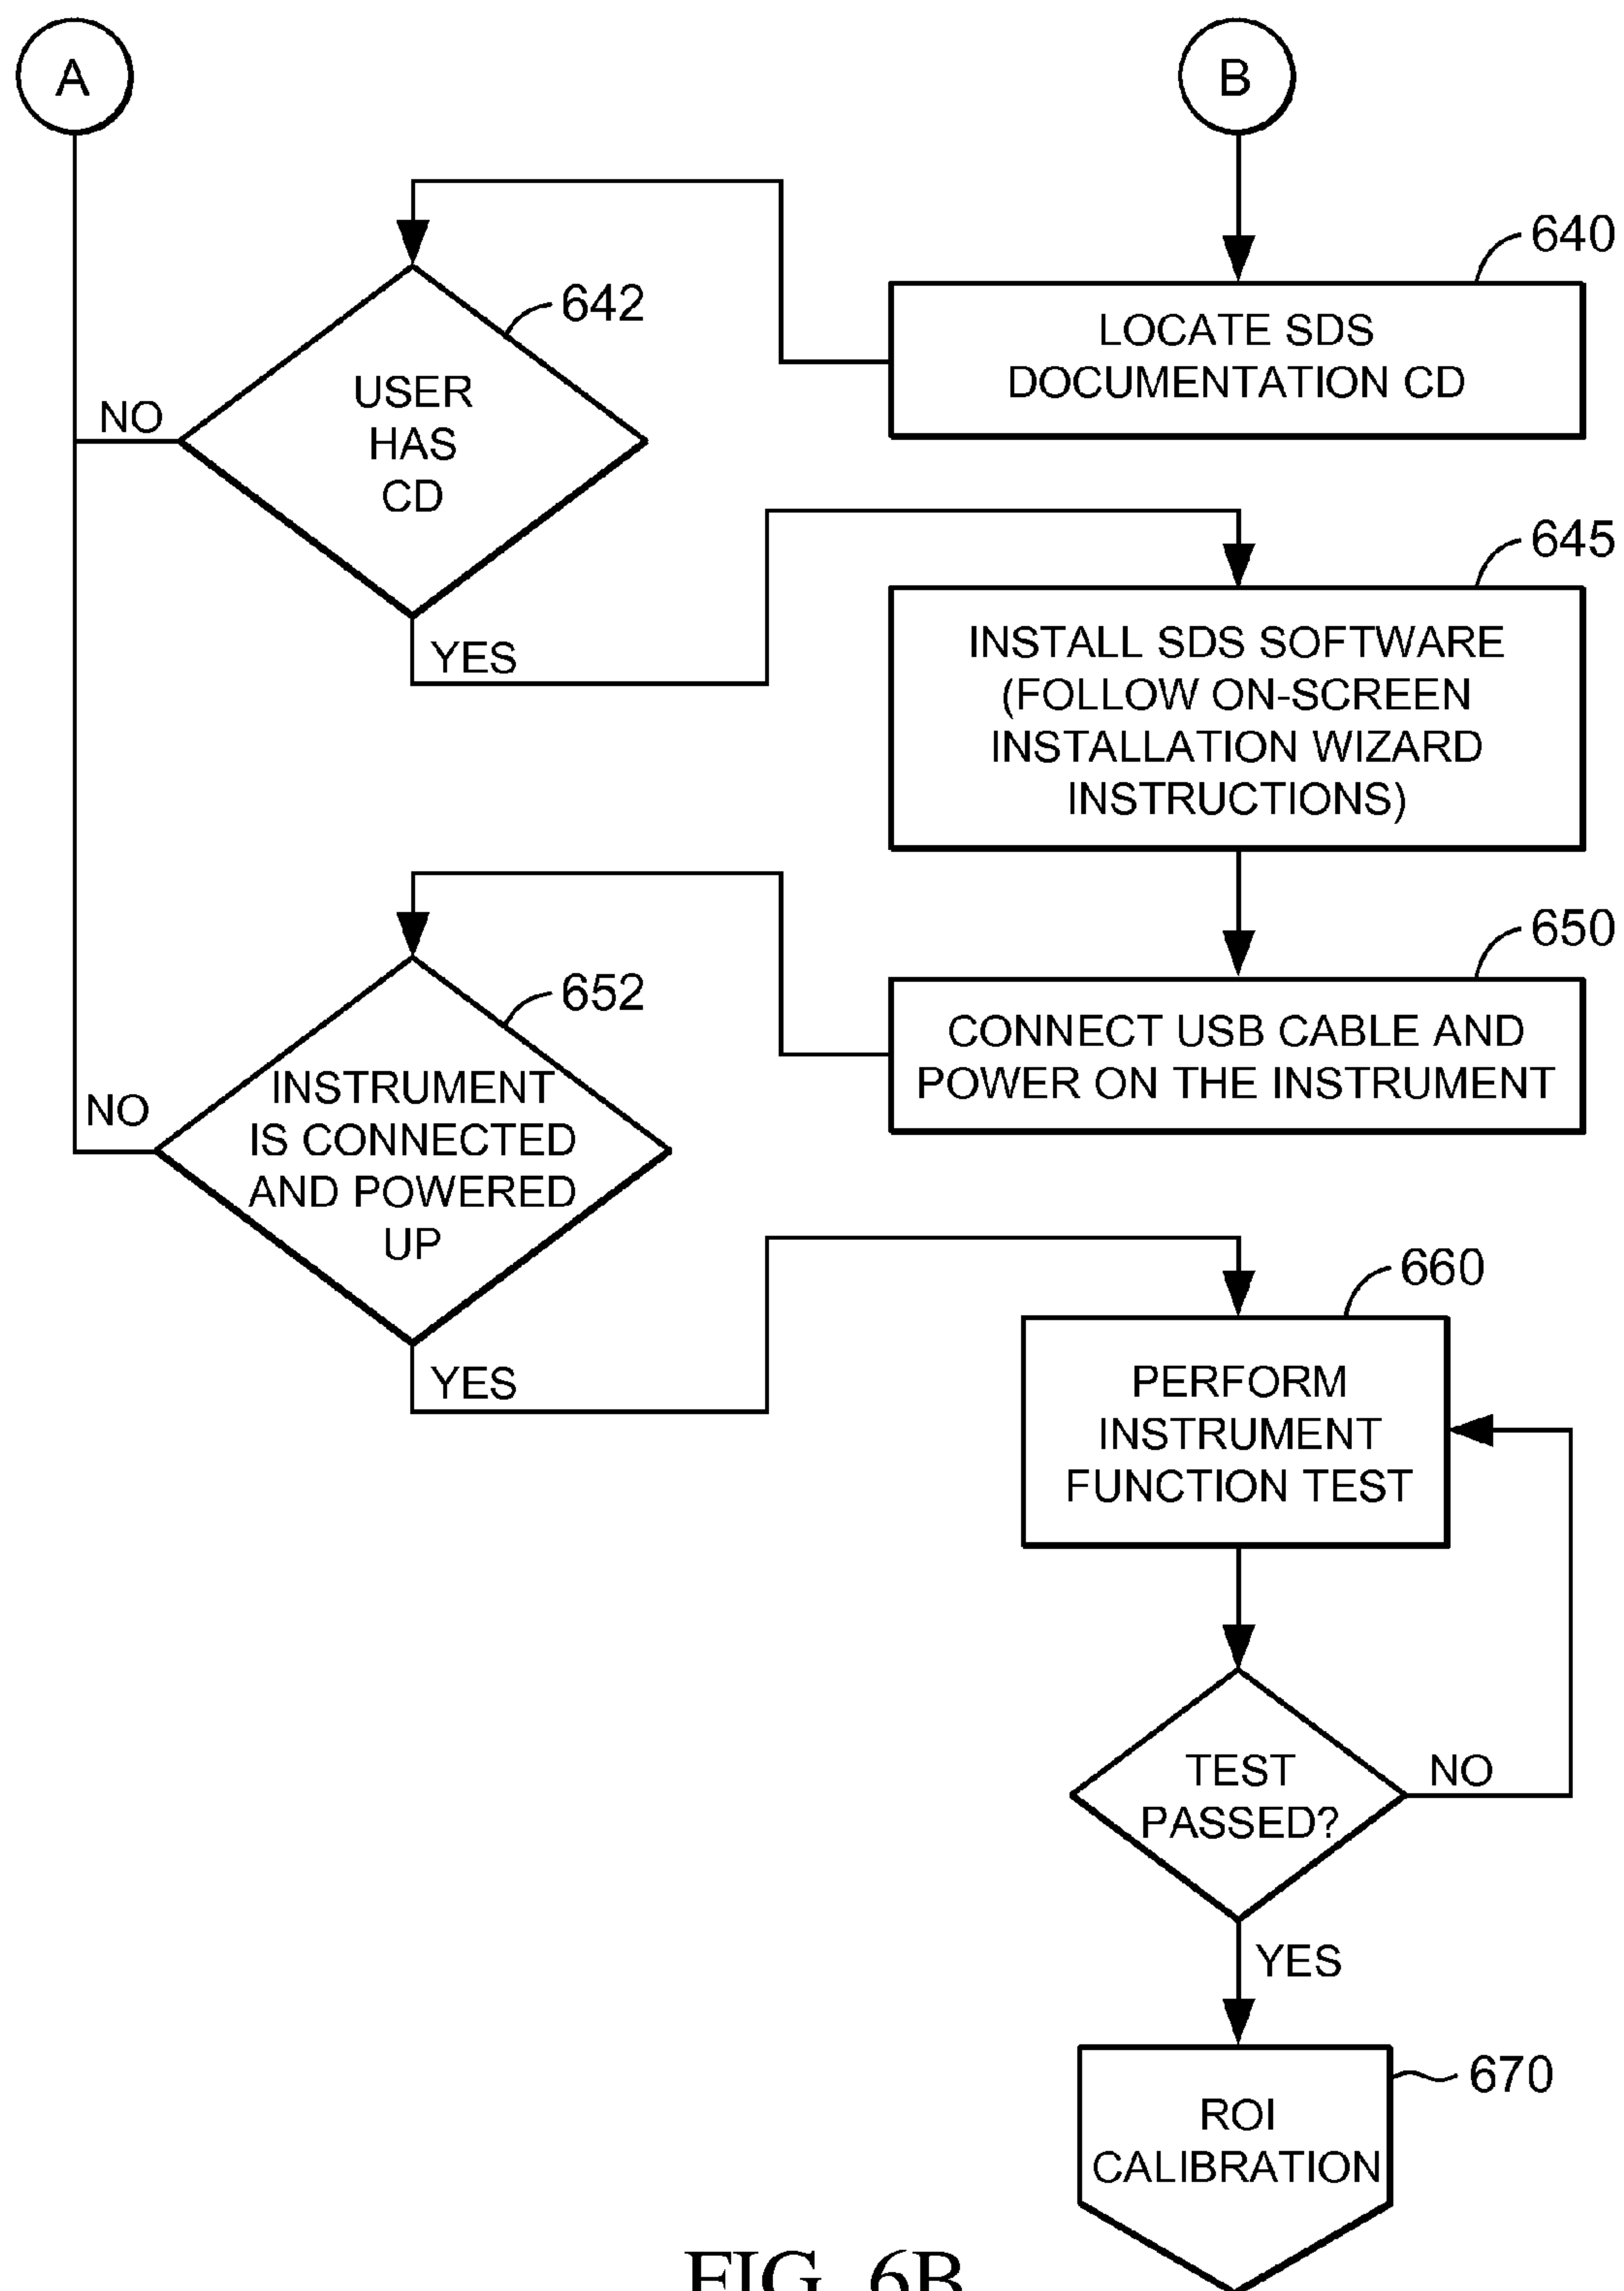 A
B
640
LOCATE SDS
DOCUMENTATION CD
642
USER
HAS
CD
NO
YES
645
INSTALL SDS SOFTWARE
(FOLLOW ON-SCREEN
INSTALLATION WIZARD
INSTRUCTIONS)
650
CONNECT USB CABLE AND
POWER ON THE INSTRUMENT
652
INSTRUMENT
IS CONNECTED
AND POWERED
UP
NO
YES
660
PERFORM
INSTRUMENT
FUNCTION TEST
TEST
PASSED?
NO
YES
670
ROI
CALIBRATION
FIG. 6B